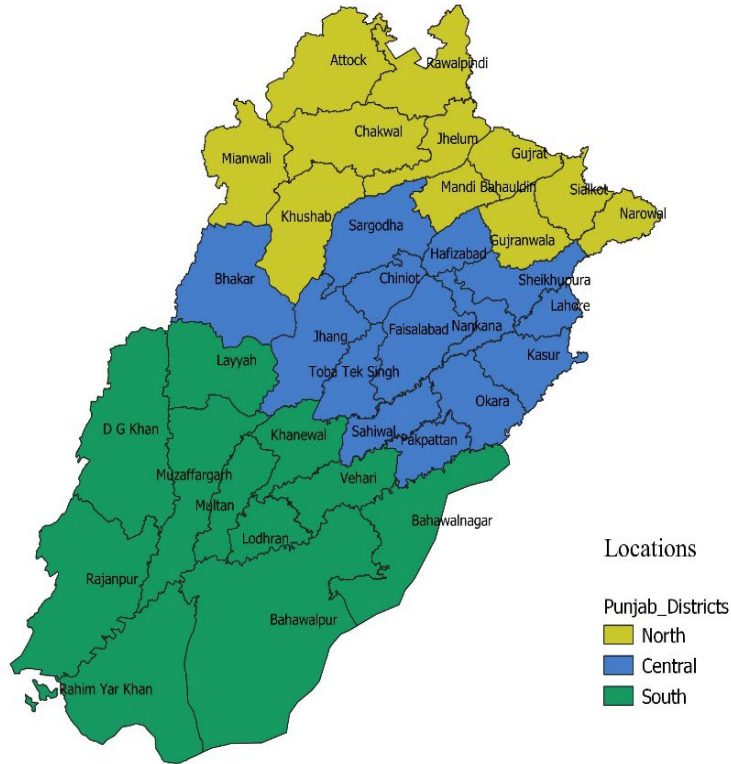 Attock
Rawalpindi
Chakwal
Jhelum
Mianwali
Gujrat
Mandi Bahauldin
Sialkot
Khushab
Narowal
Sargodha
Gujranwala
Hafizabad
Bhakar
Chiniot
Sheikhupura
Lahore
Jhang
Faisalabad
Nankana
Kasur
Layyah
Toba Tek Singh
Okara
D G Khan
Khanewal
Sahiwal
Pakpattan
Muzaffargarh
Vehari
Multan
Bahawalnagar
Lodhran
Rajanpur
Bahawalpur
Rahim Yar Khan
Locations
Punjab_Districts
North
Central
South